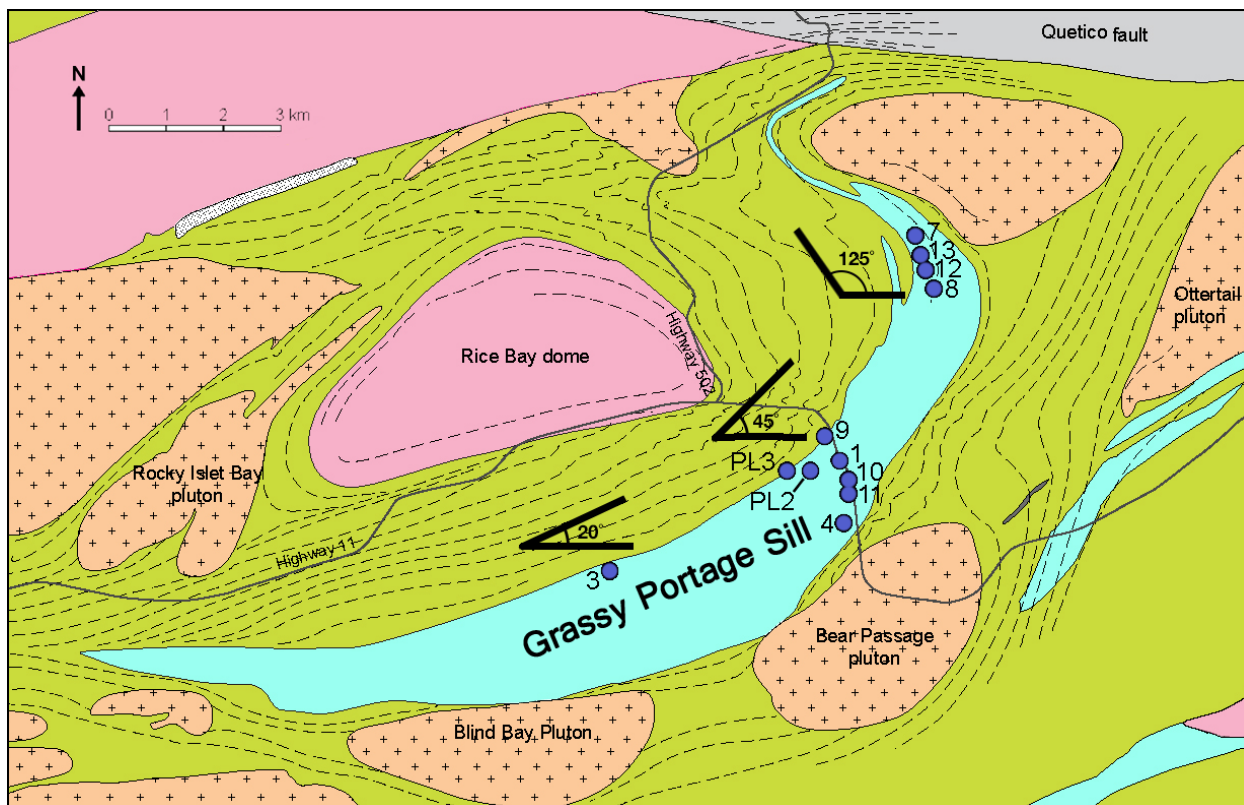 Quetico fault
N
0 1 2 3 km
7
13
125°
12
8
Ottertail
pluton
Highway 502
Rice Bay dome
45°
9
1
PL3
10
Rocky Islet Bay
pluton
PL2
11
4
20°
Highway 11
3
Grassy Portage Sill
Bear Passage
pluton
Blind Bay Pluton